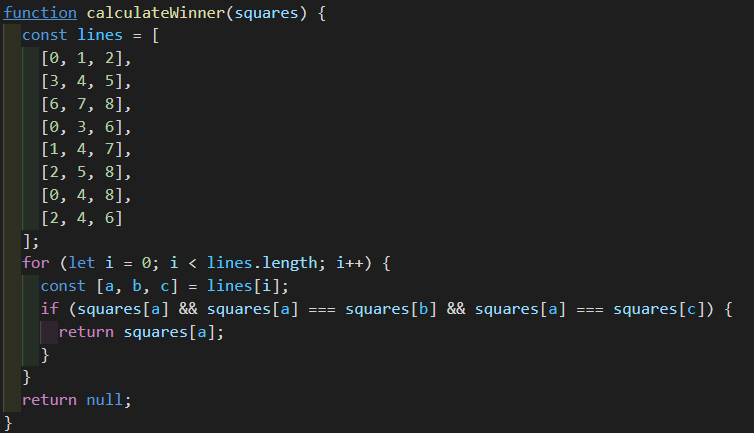 function calculateWinner(squares) {
  const lines = [
    [0, 1, 2],
    [3, 4, 5],
    [6, 7, 8],
    [0, 3, 6],
    [1, 4, 7],
    [2, 5, 8],
    [0, 4, 8],
    [2, 4, 6]
  ];
  for (let i = 0; i < lines.length; i++) {
    const [a, b, c] = lines[i];
    if (squares[a] && squares[a] === squares[b] && squares[a] === squares[c]) {
      return squares[a];
    }
  }
  return null;
}